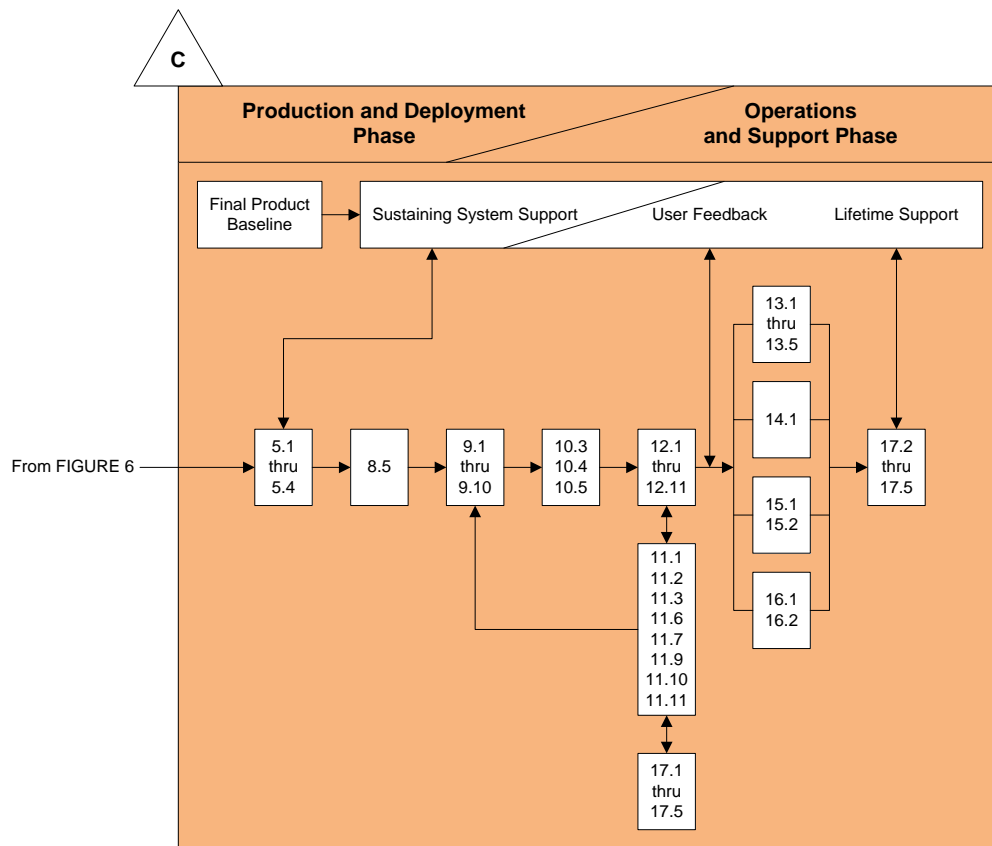 C
Production and Deployment
Phase
Operations
and Support Phase
Final Product
Baseline
Sustaining System Support
User Feedback
Lifetime Support
13.1
thru
13.5
14.1
From FIGURE 6
5.1
thru
5.4
8.5
9.1
thru
9.10
10.3
10.4
10.5
12.1
thru
12.11
17.2
thru
17.5
15.1
15.2
16.1
16.2
11.1
11.2
11.3
11.6
11.7
11.9
11.10
11.11
17.1
thru
17.5